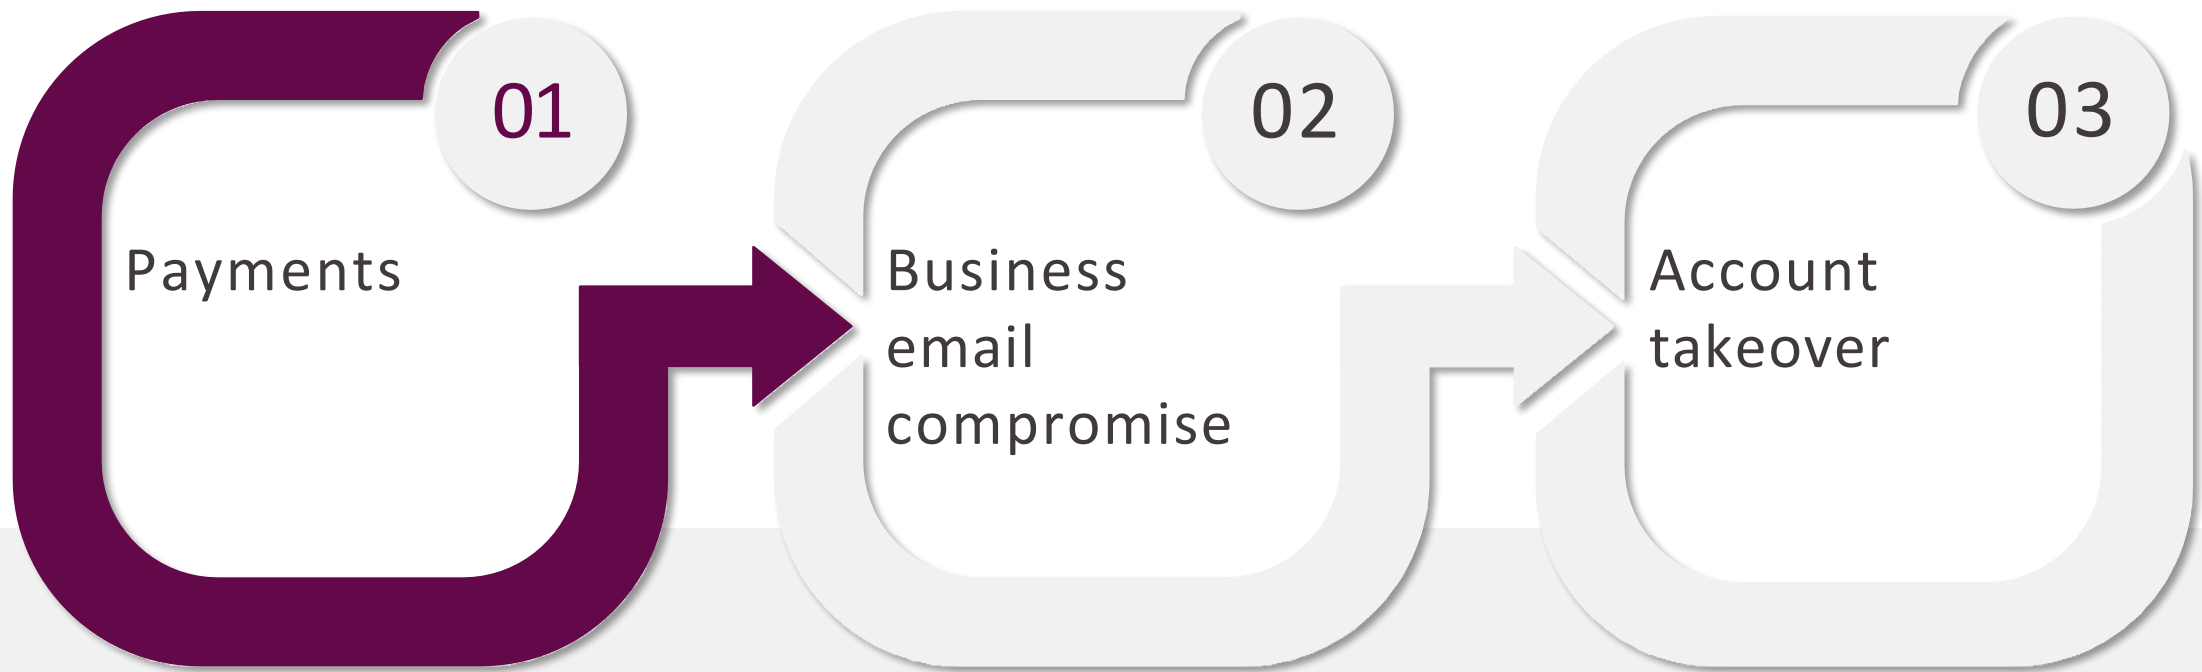 01
Payments
02
Business
email
compromise
03
Account
takeover